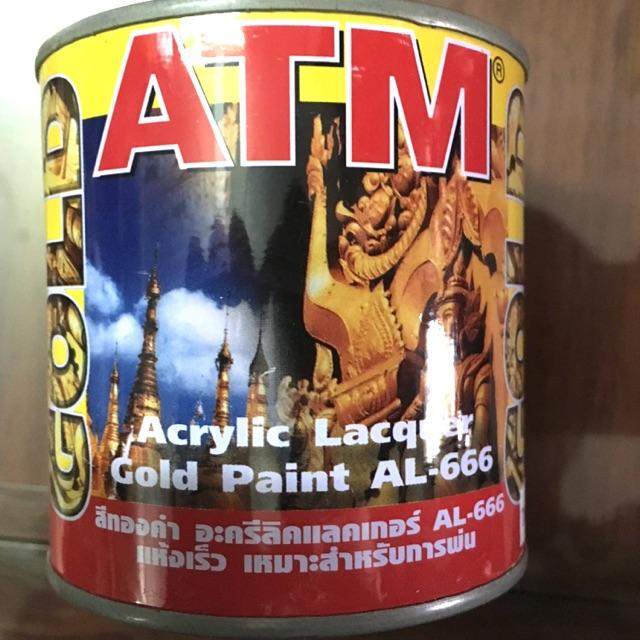 ATM®
GOLD
GOLD
Acrylic Lacquer
Gold Paint AL-666
สีทองคำ อะครีลิคแลคเกอร์ AL-666
แห้งเร็ว เหมาะสำหรับการพ่น